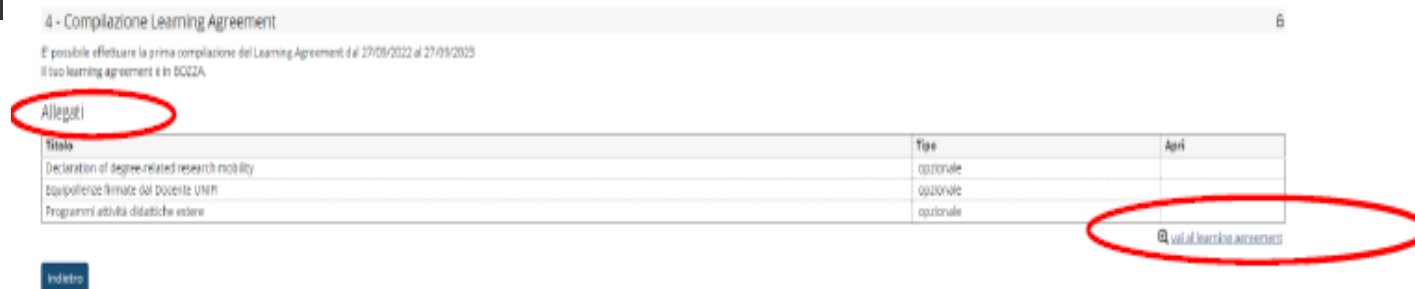 4 - Compilazione Learning Agreement 6
E' possibile effettuare la prima compilazione del Learning Agreement dal 27/09/2022 al 27/09/2023
Il tuo learning agreement è in BOZZA.
Allegati
Titolo Tipo Apri
Declaration of degree-related research mobility opzionale
Equipollenze firmate dal Docente UNIFI opzionale
Programmi attività didattiche estere opzionale
vai al learning agreement
Indietro